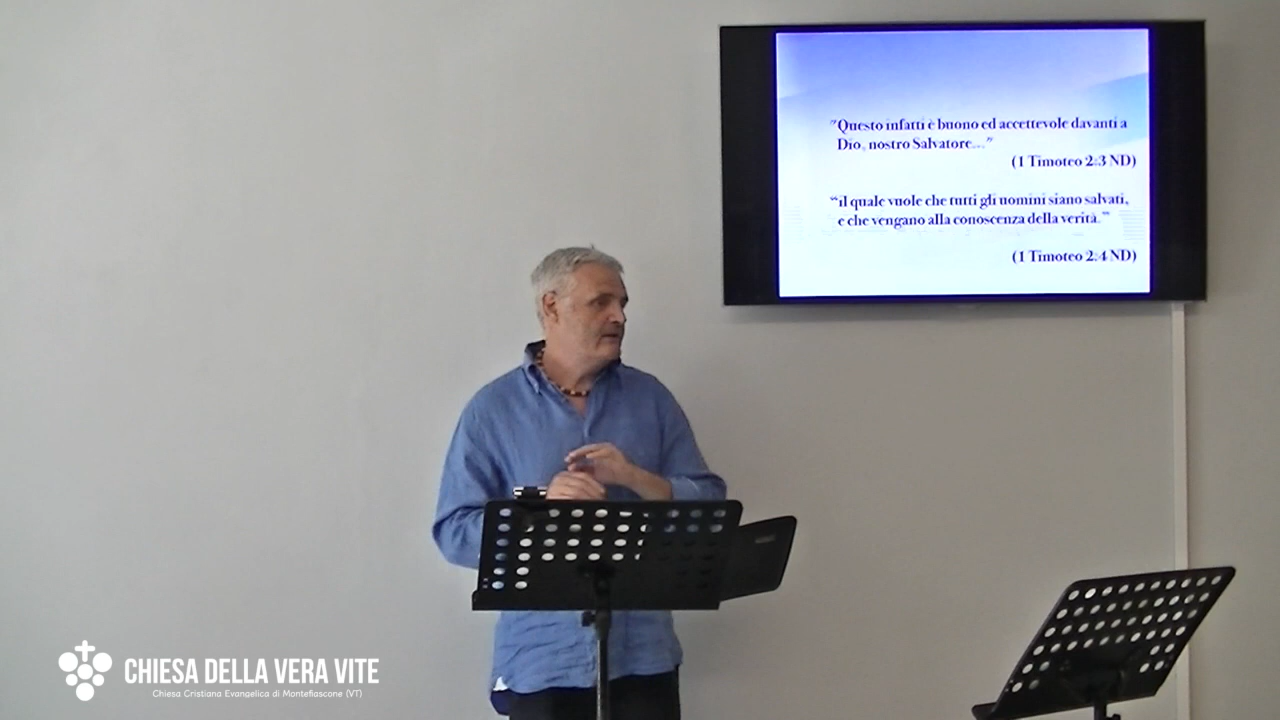 "Questo infatti è buono ed accettevole davanti a
Dio, nostro Salvatore...."
(1 Timoteo 2:3 ND)
"il quale vuole che tutti gli uomini siano salvati,
e che vengano alla conoscenza della verità."
(1 Timoteo 2:4 ND)
CHIESA DELLA VERA VITE
Chiesa Cristiana Evangelica di Montefiascone (VT)